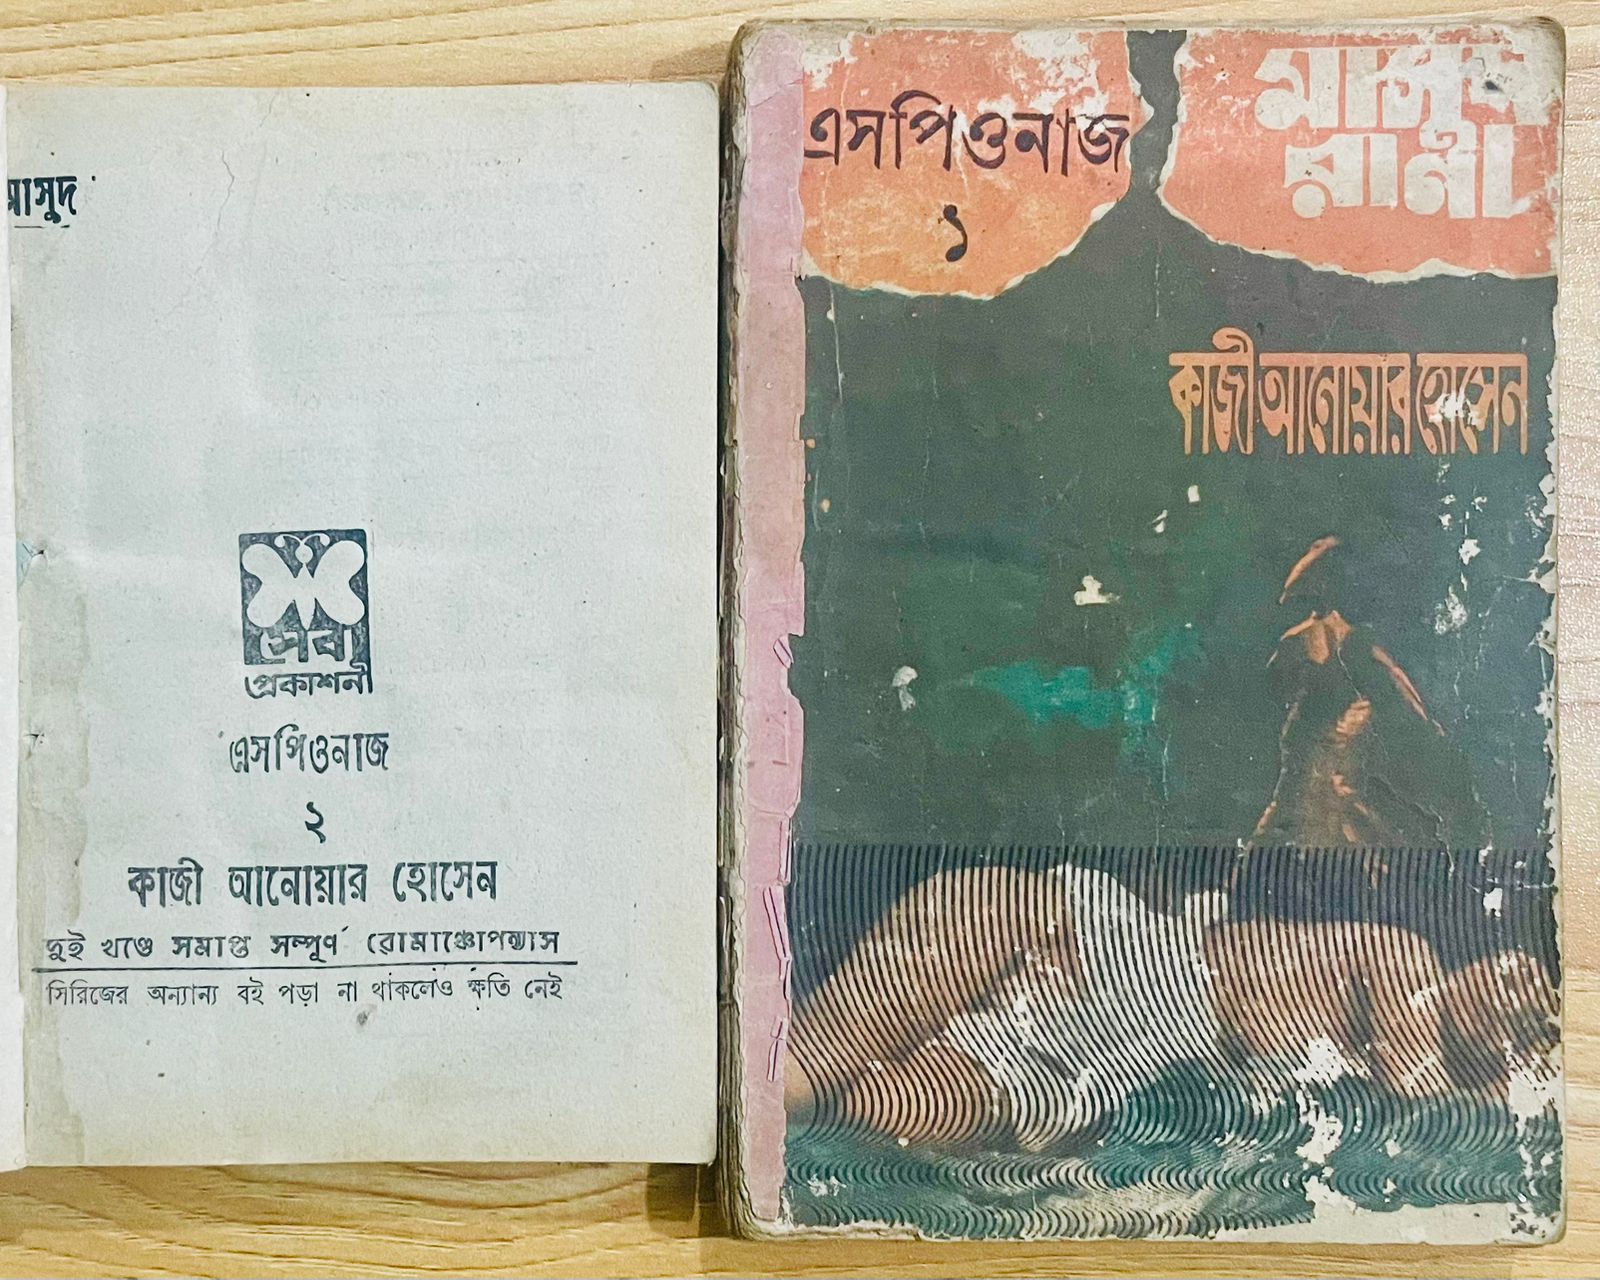 মাসুদ
সেবা
প্রকাশনী
এসপিওনাজ
২
কাজী আনোয়ার হোসেন
দুই খণ্ডে সমাপ্ত সম্পূর্ণ রোমাঞ্চোপন্যাস
সিরিজের অন্যান্য বই পড়া না থাকলেও ক্ষতি নেই
মাসুদ
রানা
এসপিওনাজ
১
কাজী আনোয়ার হোসেন